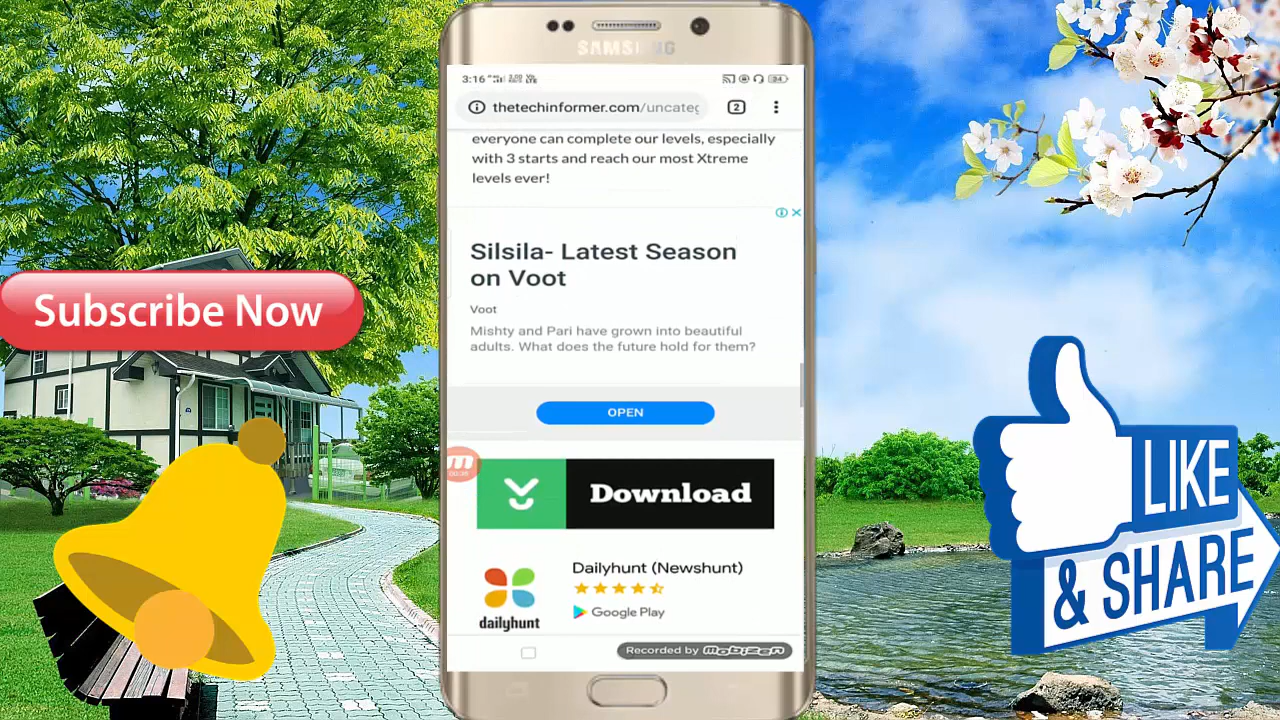 SAMSUNG
3:16
thetechinformer.com/uncateg
2
everyone can complete our levels, especially
with 3 starts and reach our most Xtreme
levels ever!
Silsila- Latest Season
on Voot
Voot
Mishty and Pari have grown into beautiful
adults. What does the future hold for them?
OPEN
Download
Dailyhunt (Newshunt)
Google Play
dailyhunt
Recorded by mobizen
Subscribe Now
LIKE
& SHARE